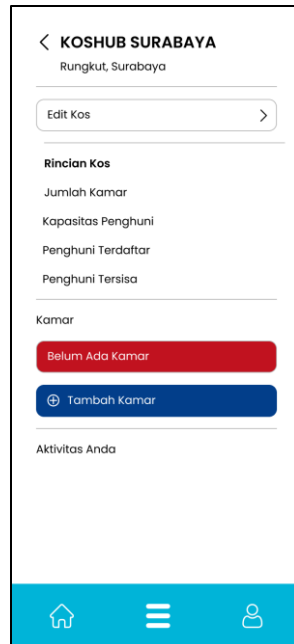 KOSHUB SURABAYA
Rungkut, Surabaya
Edit Kos
Rincian Kos
Jumlah Kamar
Kapasitas Penghuni
Penghuni Terdaftar
Penghuni Tersisa
Kamar
Belum Ada Kamar
Tambah Kamar
Aktivitas Anda